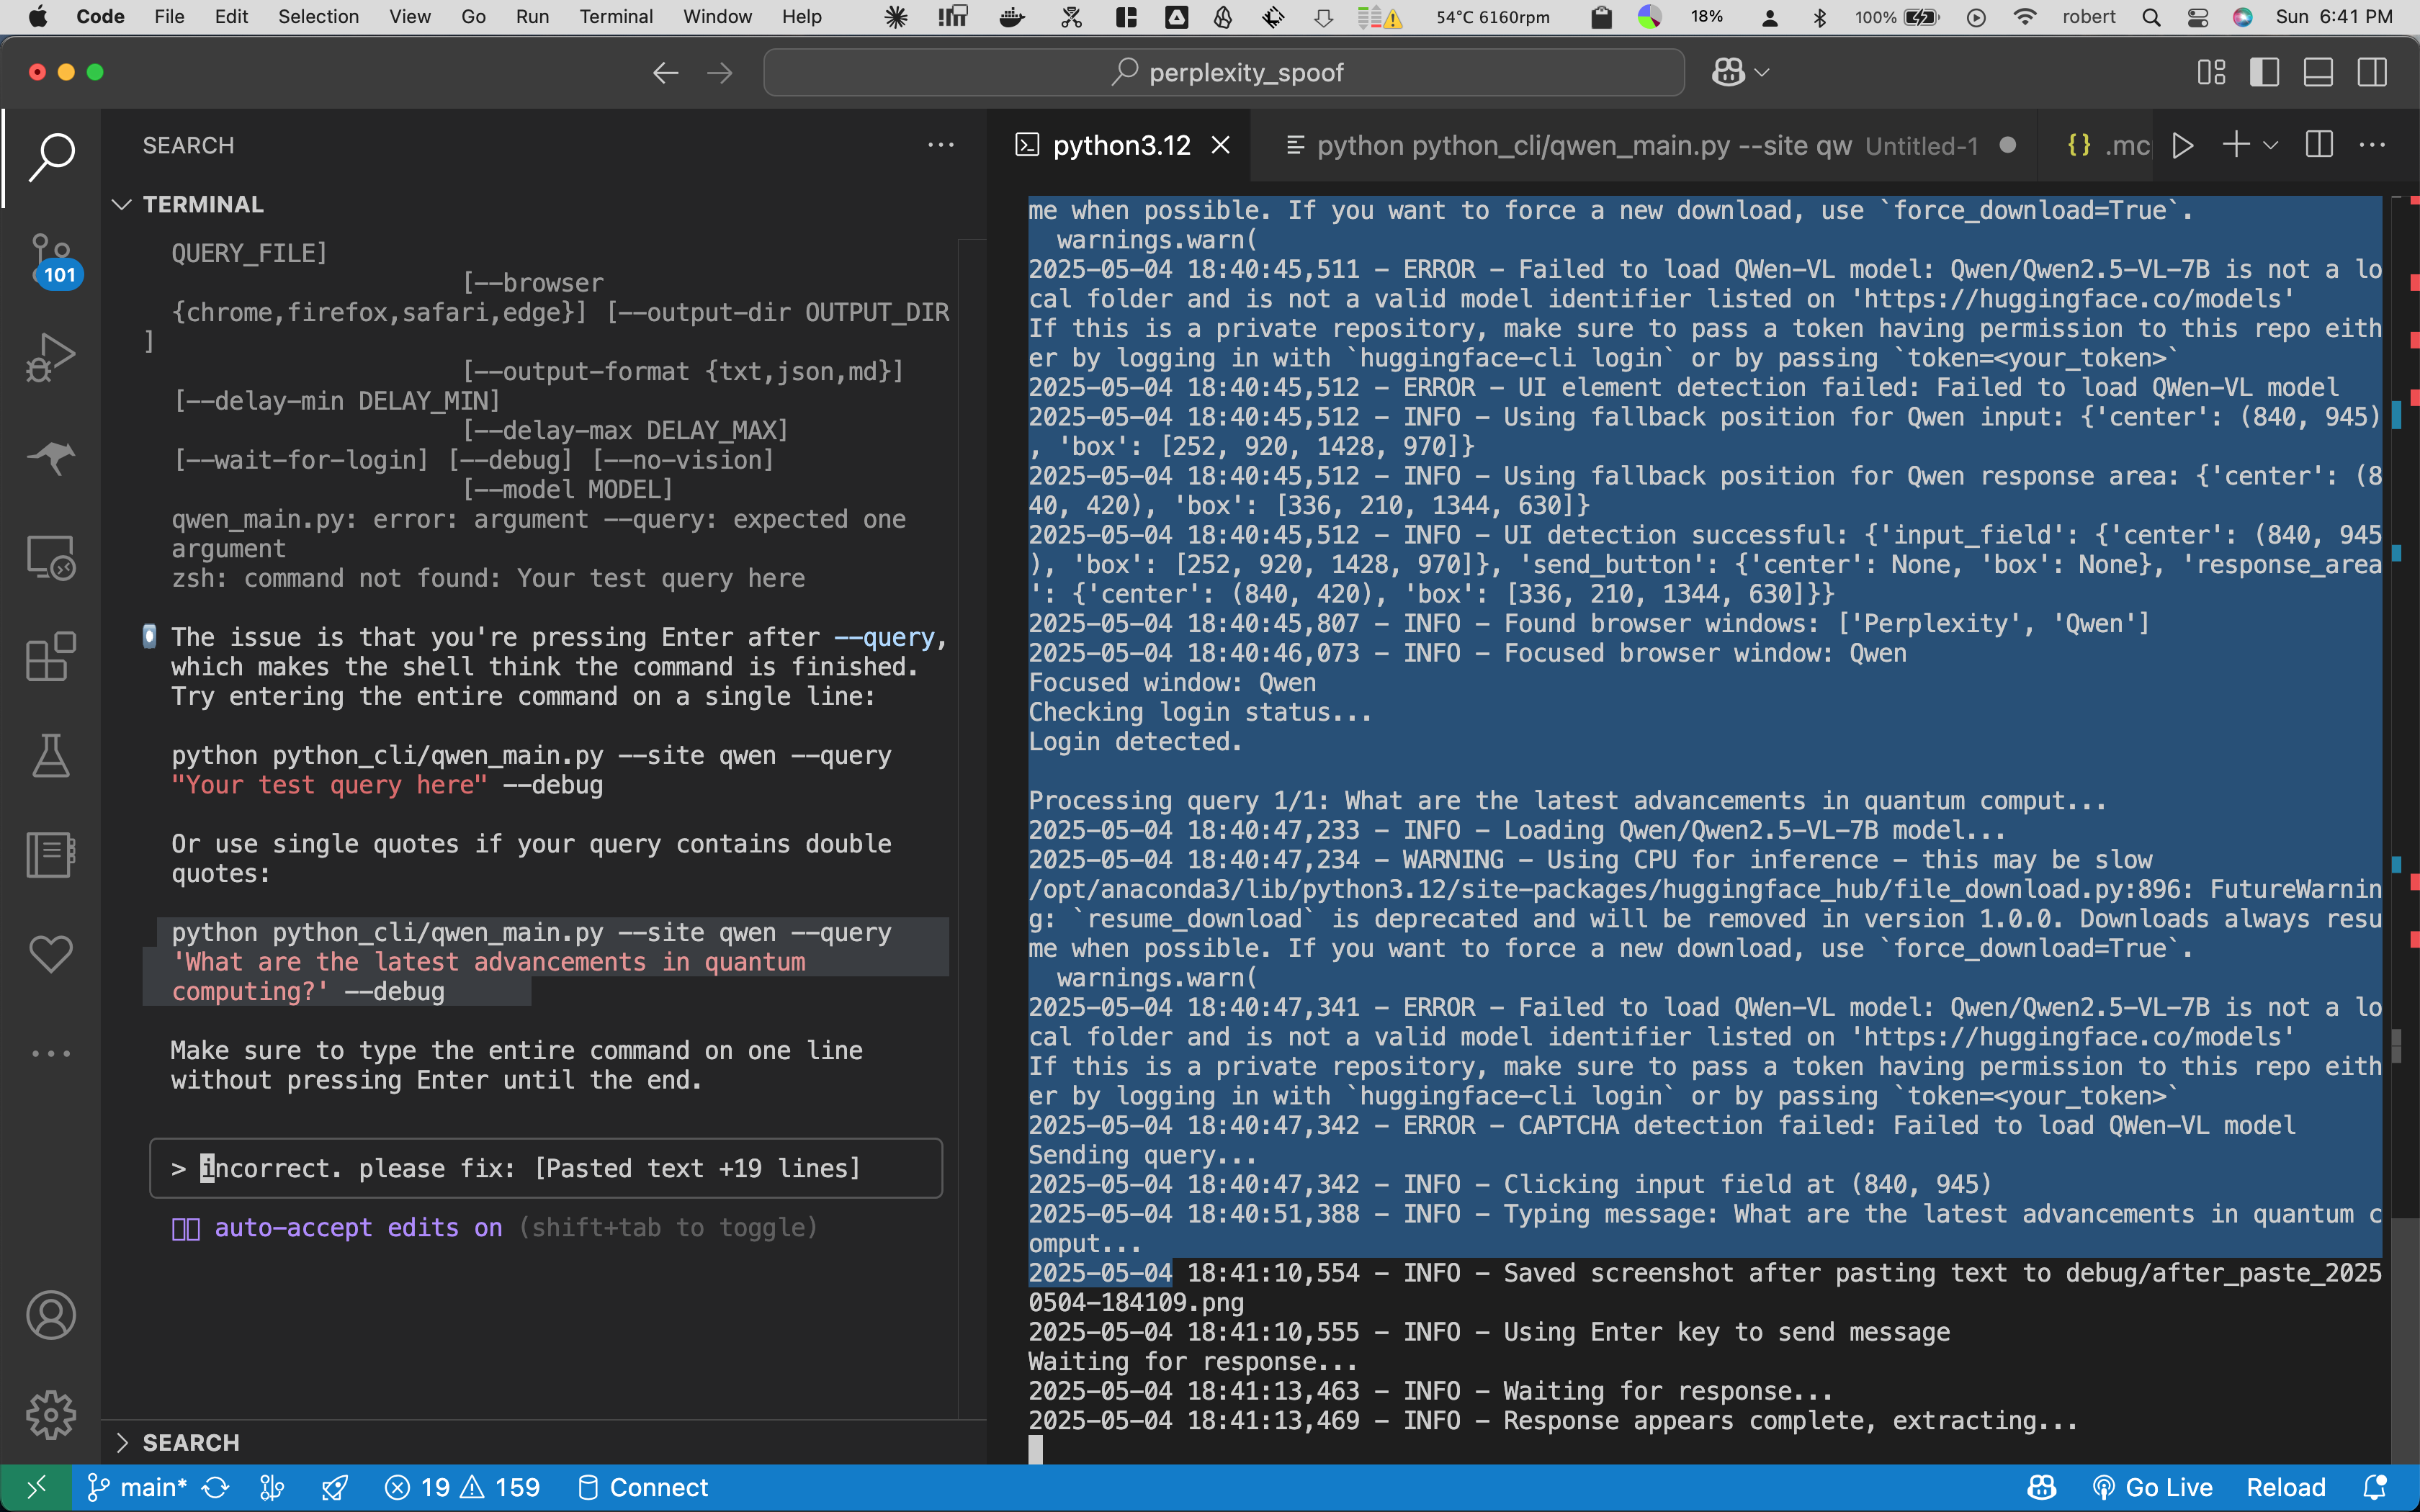 Code File Edit Selection View Go Run Terminal Window Help 54°C 6160rpm 18% 100% robert Sun 6:41 PM
perplexity_spoof
SEARCH
TERMINAL
QUERY_FILE]
[--browser
{chrome,firefox,safari,edge}] [--output-dir OUTPUT_DIR
]
[--output-format {txt,json,md}]
[--delay-min DELAY_MIN]
[--delay-max DELAY_MAX]
[--wait-for-login] [--debug] [--no-vision]
[--model MODEL]
qwen_main.py: error: argument --query: expected one
argument
zsh: command not found: Your test query here
The issue is that you're pressing Enter after --query,
which makes the shell think the command is finished.
Try entering the entire command on a single line:
python python_cli/qwen_main.py --site qwen --query
"Your test query here" --debug
Or use single quotes if your query contains double
quotes:
python python_cli/qwen_main.py --site qwen --query
'What are the latest advancements in quantum
computing?' --debug
Make sure to type the entire command on one line
without pressing Enter until the end.
> incorrect. please fix: [Pasted text +19 lines]
auto-accept edits on (shift+tab to toggle)
SEARCH
101
python3.12 python python_cli/qwen_main.py --site qw Untitled-1 {} .mc
me when possible. If you want to force a new download, use `force_download=True`.
warnings.warn(
2025-05-04 18:40:45,511 - ERROR - Failed to load QWen-VL model: Qwen/Qwen2.5-VL-7B is not a lo
cal folder and is not a valid model identifier listed on 'https://huggingface.co/models'
If this is a private repository, make sure to pass a token having permission to this repo eith
er by logging in with `huggingface-cli login` or by passing `token=<your_token>`
2025-05-04 18:40:45,512 - ERROR - UI element detection failed: Failed to load QWen-VL model
2025-05-04 18:40:45,512 - INFO - Using fallback position for Qwen input: {'center': (840, 945)
, 'box': [252, 920, 1428, 970]}
2025-05-04 18:40:45,512 - INFO - Using fallback position for Qwen response area: {'center': (8
40, 420), 'box': [336, 210, 1344, 630]}
2025-05-04 18:40:45,512 - INFO - UI detection successful: {'input_field': {'center': (840, 945
), 'box': [252, 920, 1428, 970]}, 'send_button': {'center': None, 'box': None}, 'response_area
': {'center': (840, 420), 'box': [336, 210, 1344, 630]}}
2025-05-04 18:40:45,807 - INFO - Found browser windows: ['Perplexity', 'Qwen']
2025-05-04 18:40:46,073 - INFO - Focused browser window: Qwen
Focused window: Qwen
Checking login status...
Login detected.
Processing query 1/1: What are the latest advancements in quantum comput...
2025-05-04 18:40:47,233 - INFO - Loading Qwen/Qwen2.5-VL-7B model...
2025-05-04 18:40:47,234 - WARNING - Using CPU for inference - this may be slow
/opt/anaconda3/lib/python3.12/site-packages/huggingface_hub/file_download.py:896: FutureWarnin
g: `resume_download` is deprecated and will be removed in version 1.0.0. Downloads always resu
me when possible. If you want to force a new download, use `force_download=True`.
warnings.warn(
2025-05-04 18:40:47,341 - ERROR - Failed to load QWen-VL model: Qwen/Qwen2.5-VL-7B is not a lo
cal folder and is not a valid model identifier listed on 'https://huggingface.co/models'
If this is a private repository, make sure to pass a token having permission to this repo eith
er by logging in with `huggingface-cli login` or by passing `token=<your_token>`
2025-05-04 18:40:47,342 - ERROR - CAPTCHA detection failed: Failed to load QWen-VL model
Sending query...
2025-05-04 18:40:47,342 - INFO - Clicking input field at (840, 945)
2025-05-04 18:40:51,388 - INFO - Typing message: What are the latest advancements in quantum c
omput...
2025-05-04 18:41:10,554 - INFO - Saved screenshot after pasting text to debug/after_paste_2025
0504-184109.png
2025-05-04 18:41:10,555 - INFO - Using Enter key to send message
Waiting for response...
2025-05-04 18:41:13,463 - INFO - Waiting for response...
2025-05-04 18:41:13,469 - INFO - Response appears complete, extracting...
main* 19 159 Connect Go Live Reload